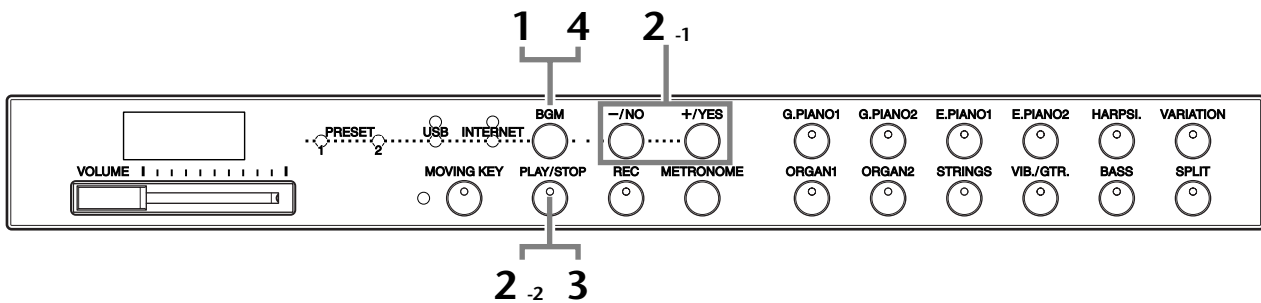 1 4 2 -1
BGM -/NO +/YES G.PIANO1 G.PIANO2 E.PIANO1 E.PIANO2 HARPSI. VARIATION
PRESET USB INTERNET
1 2
VOLUME MOVING KEY PLAY/STOP REC METRONOME ORGAN1 ORGAN2 STRINGS VIB./GTR. BASS SPLIT
2 -2 3